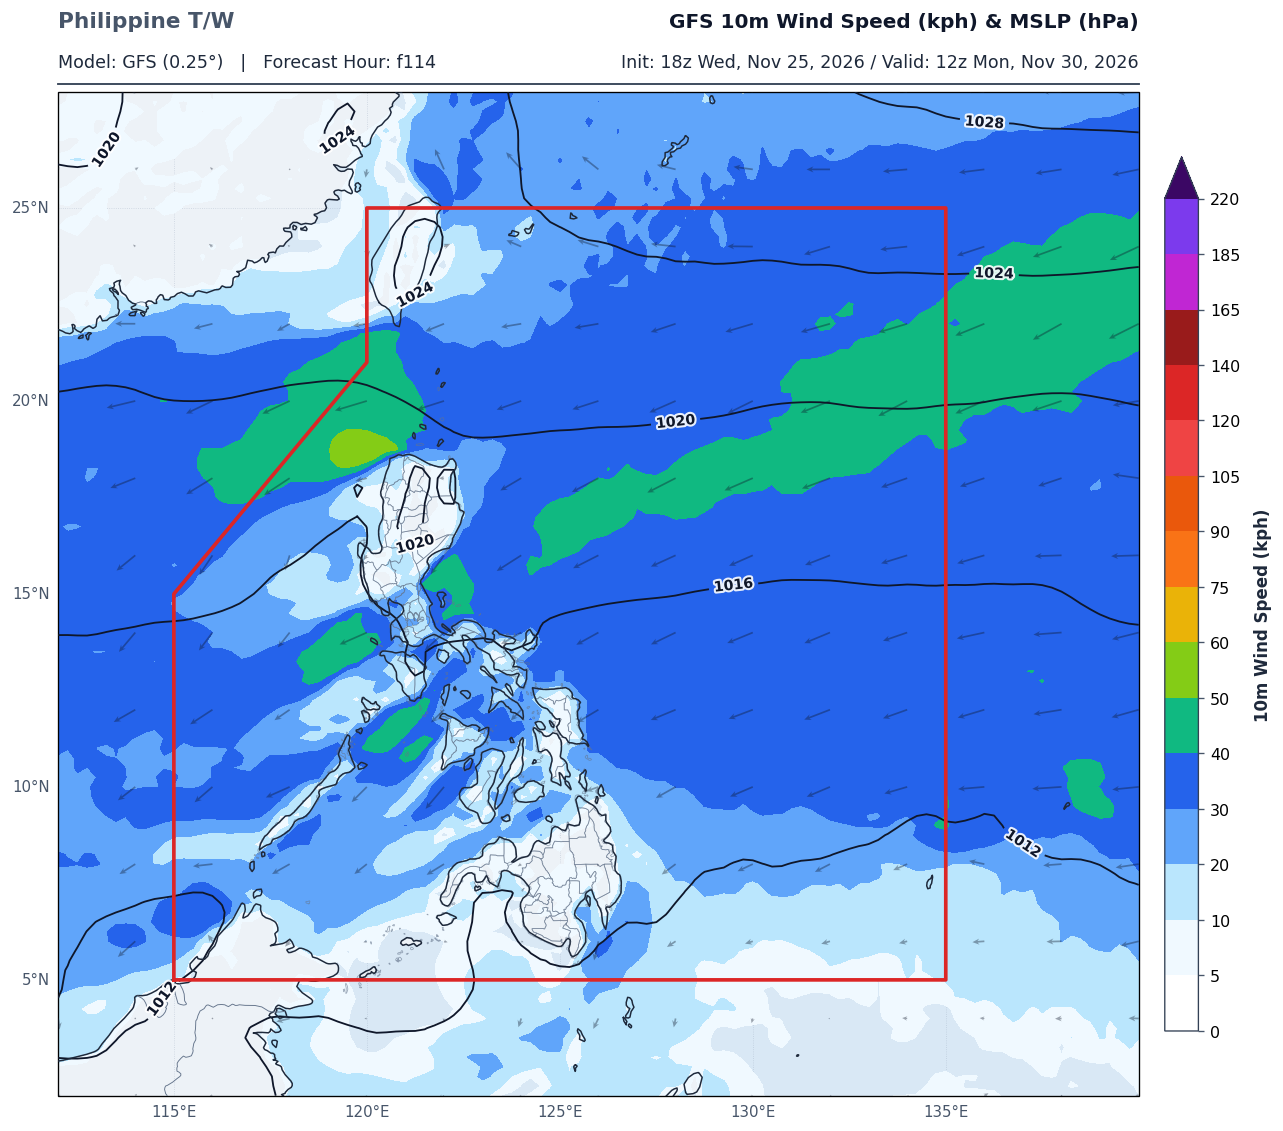 Philippine T/W
GFS 10m Wind Speed (kph) & MSLP (hPa)
Model: GFS (0.25°) | Forecast Hour: f114
Init: 18z Wed, Nov 25, 2026 / Valid: 12z Mon, Nov 30, 2026
1020
1024
1028
25°N
1024
1024
20°N
1020
1020
15°N
1016
10°N
1012
5°N
1012
115°E
120°E
125°E
130°E
135°E
220
185
165
140
120
105
90
75
60
50
40
30
20
10
5
0
10m Wind Speed (kph)